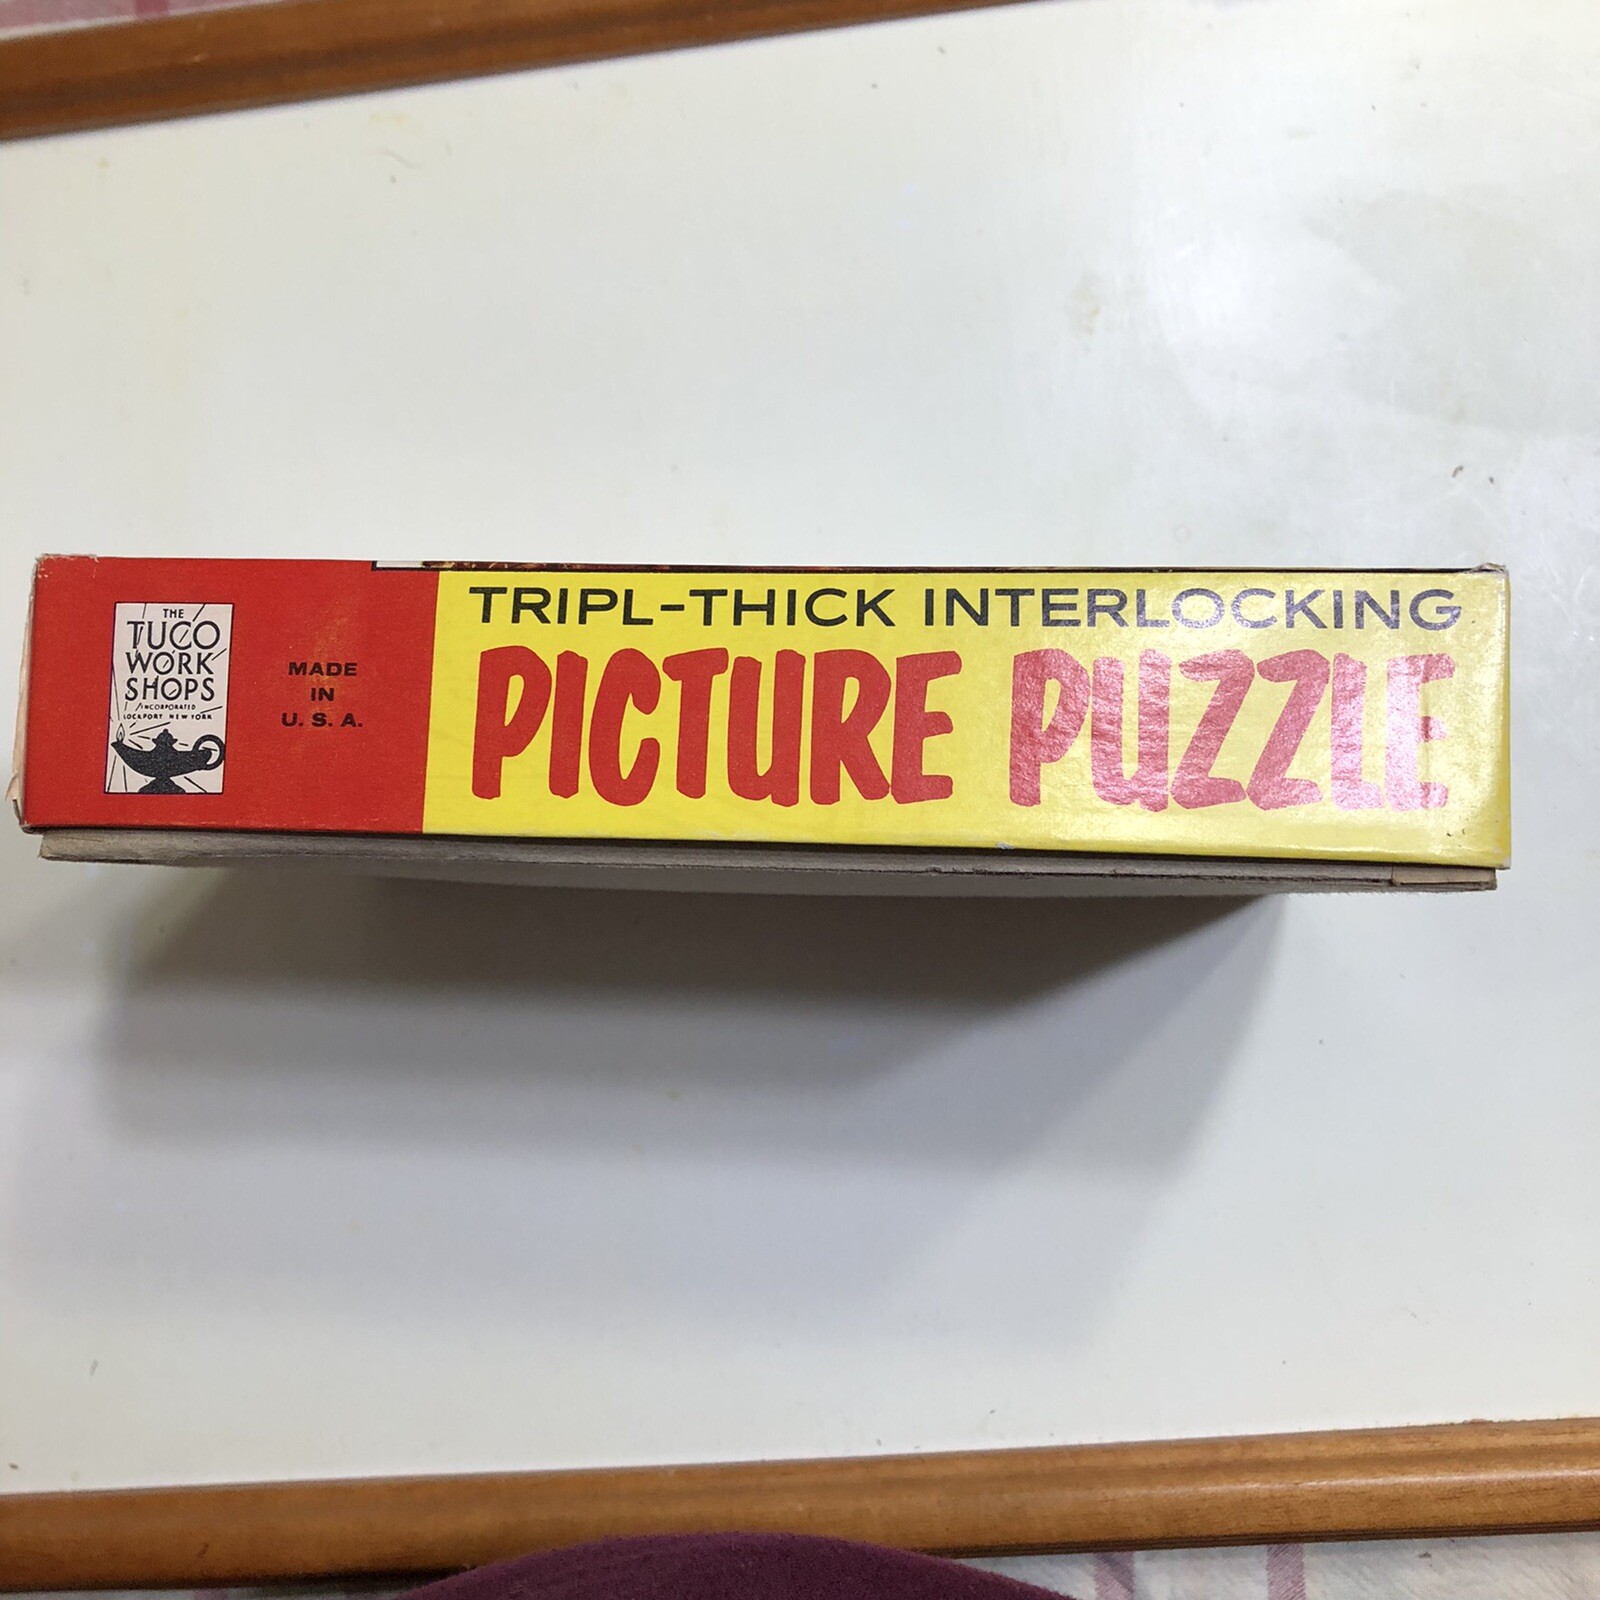 THE
TUCO
WORK
SHOPS
INCORPORATED
LOCKPORT NEW YORK
MADE
IN
U. S. A.
TRIPL-THICK INTERLOCKING
PICTURE PUZZLE